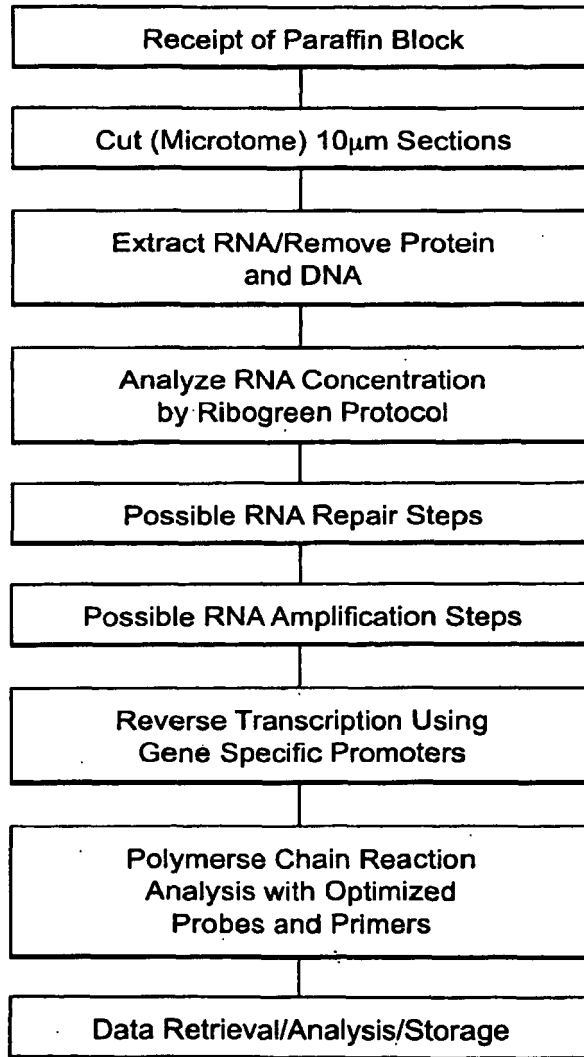 Receipt of Paraffin Block
Cut (Microtome) 10μm Sections
Extract RNA/Remove Protein
and DNA
Analyze RNA Concentration
by Ribogreen Protocol
Possible RNA Repair Steps
Possible RNA Amplification Steps
Reverse Transcription Using
Gene Specific Promoters
Polymerse Chain Reaction
Analysis with Optimized
Probes and Primers
Data Retrieval/Analysis/Storage